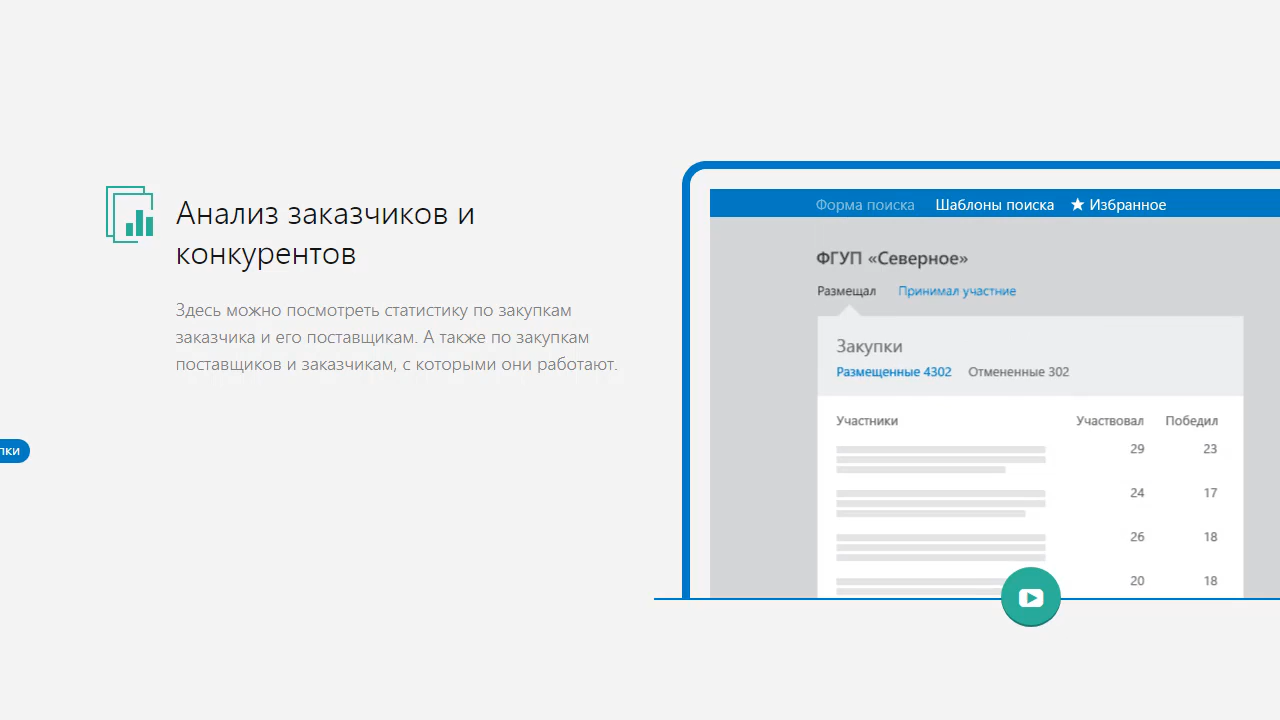 Анализ заказчиков и
конкурентов
Здесь можно посмотреть статистику по закупкам
заказчика и его поставщикам. А также по закупкам
поставщиков и заказчикам, с которыми они работают.
пки
Форма поиска Шаблоны поиска Избранное
ФГУП «Северное»
Размещал Принимал участие
Закупки
Размещенные 4302 Отмененные 302
Участники Участвовал Победил
29 23
24 17
26 18
20 18